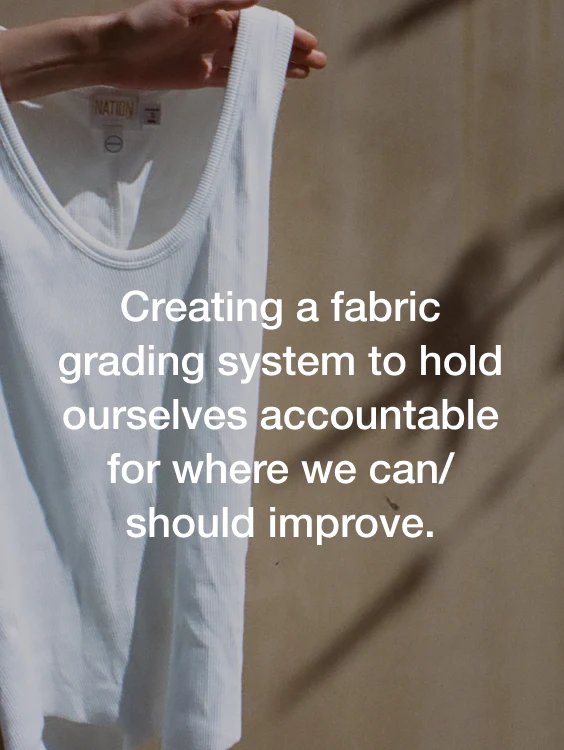 NATION
Creating a fabric
grading system to hold
ourselves accountable
for where we can/
should improve.